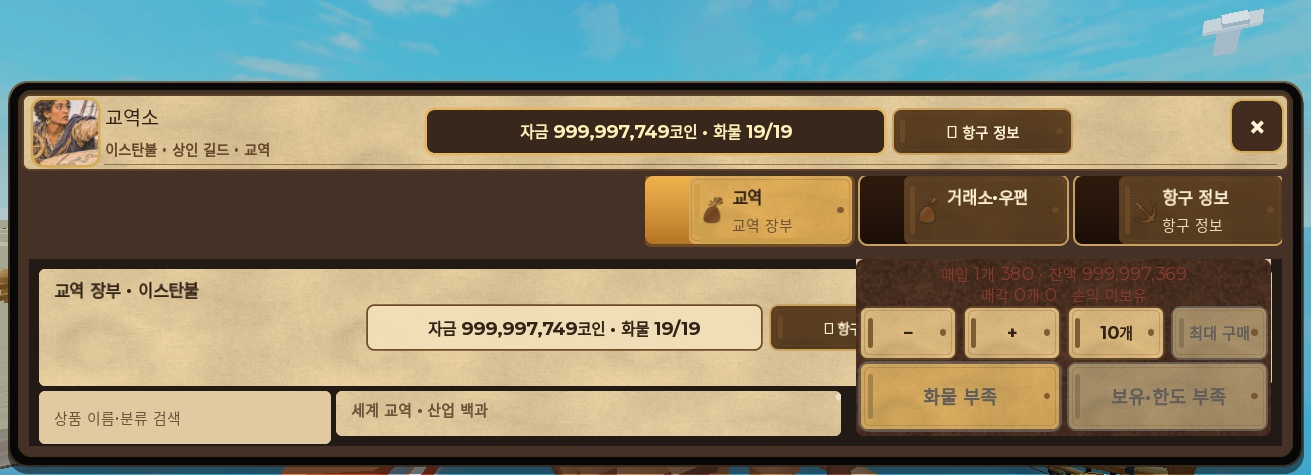 교역소
이스탄불 • 상인 길드 • 교역
자금 999,997,749코인 • 화물 19/19
항구 정보
×
교역
교역 장부
거래소•우편
항구 정보
항구 정보
교역 장부 • 이스탄불
자금 999,997,749코인 • 화물 19/19
항구
매입 1개 380 · 잔액 999,997,369
매각 0개 0 · 손익 미보유
−
+
10개
최대 구매
화물 부족
보유•한도 부족
상품 이름·분류 검색
세계 교역 • 산업 백과